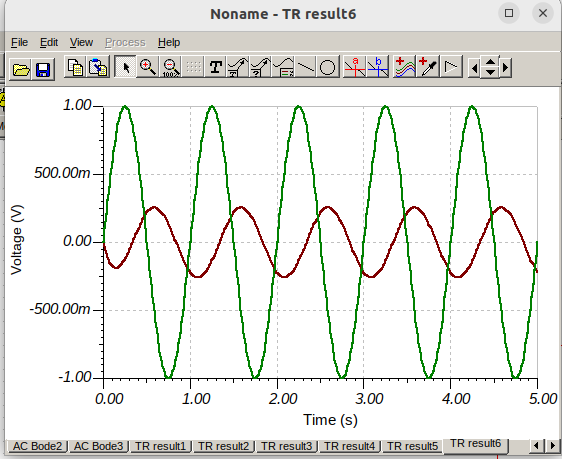 Noname - TR result6
File Edit View Process Help
T
100%
a
b
1.00
500.00m
0.00
-500.00m
-1.00
Voltage (V)
0.00 1.00 2.00 3.00 4.00 5.00
Time (s)
AC Bode2 AC Bode3 TR result1 TR result2 TR result3 TR result4 TR result5 TR result6